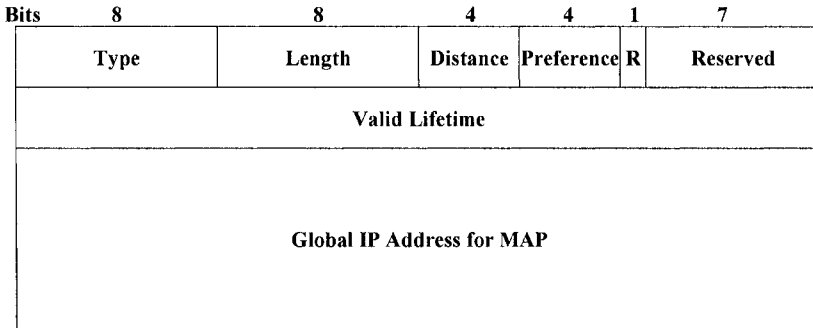 Bits 8 8 4 4 1 7
Type Length Distance Preference R Reserved
Valid Lifetime
Global IP Address for MAP